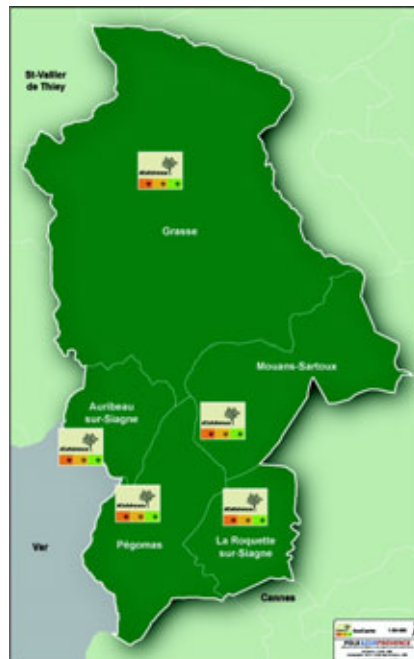 St-Vallier
de Thiey
Grasse
Mouans-Sartoux
Auribeau
sur-Siagne
Pégomas
La Roquette
sur-Siagne
Var
Cannes